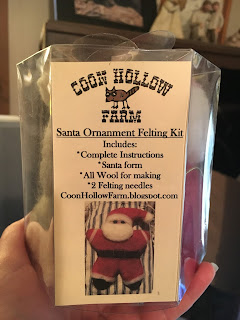 COON HOLLOW
FARM
Santa Ornanment Felting Kit
Includes:
*Complete Instructions
*Santa form
*All Wool for making
*2 Felting needles
CoonHollowFarm.blogspot.com